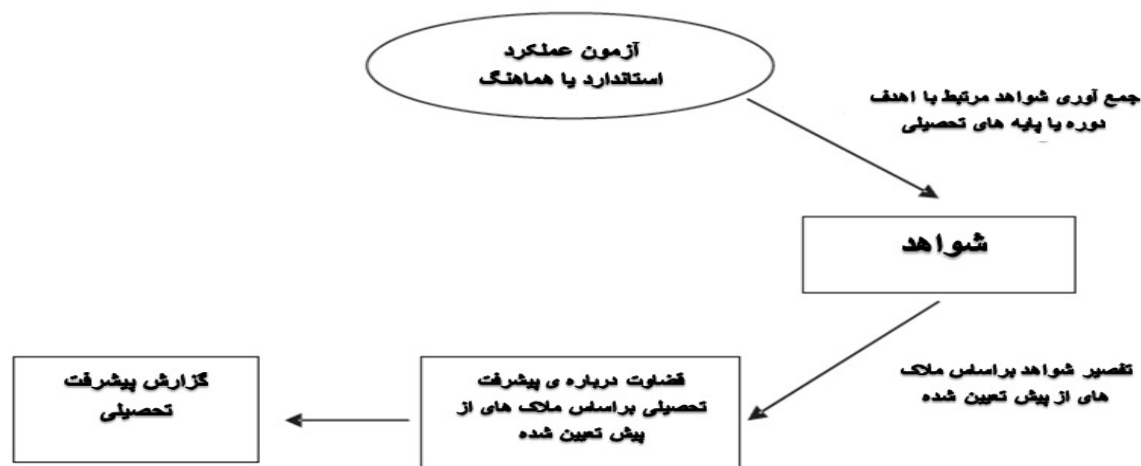 آزمون عملکرد
استاندارد یا هماهنگ
جمع آوری شواهد مرتبط با اهدف
دوره یا پایه های تحصیلی
شواهد
تقصیر شواهد براساس ملاک
های از پیش تعیین شده
قضاوت درباره ی پیشرفت
تحصیلی براساس ملاک های از
پیش تعیین شده
گزارش پیشرفت
تحصیلی